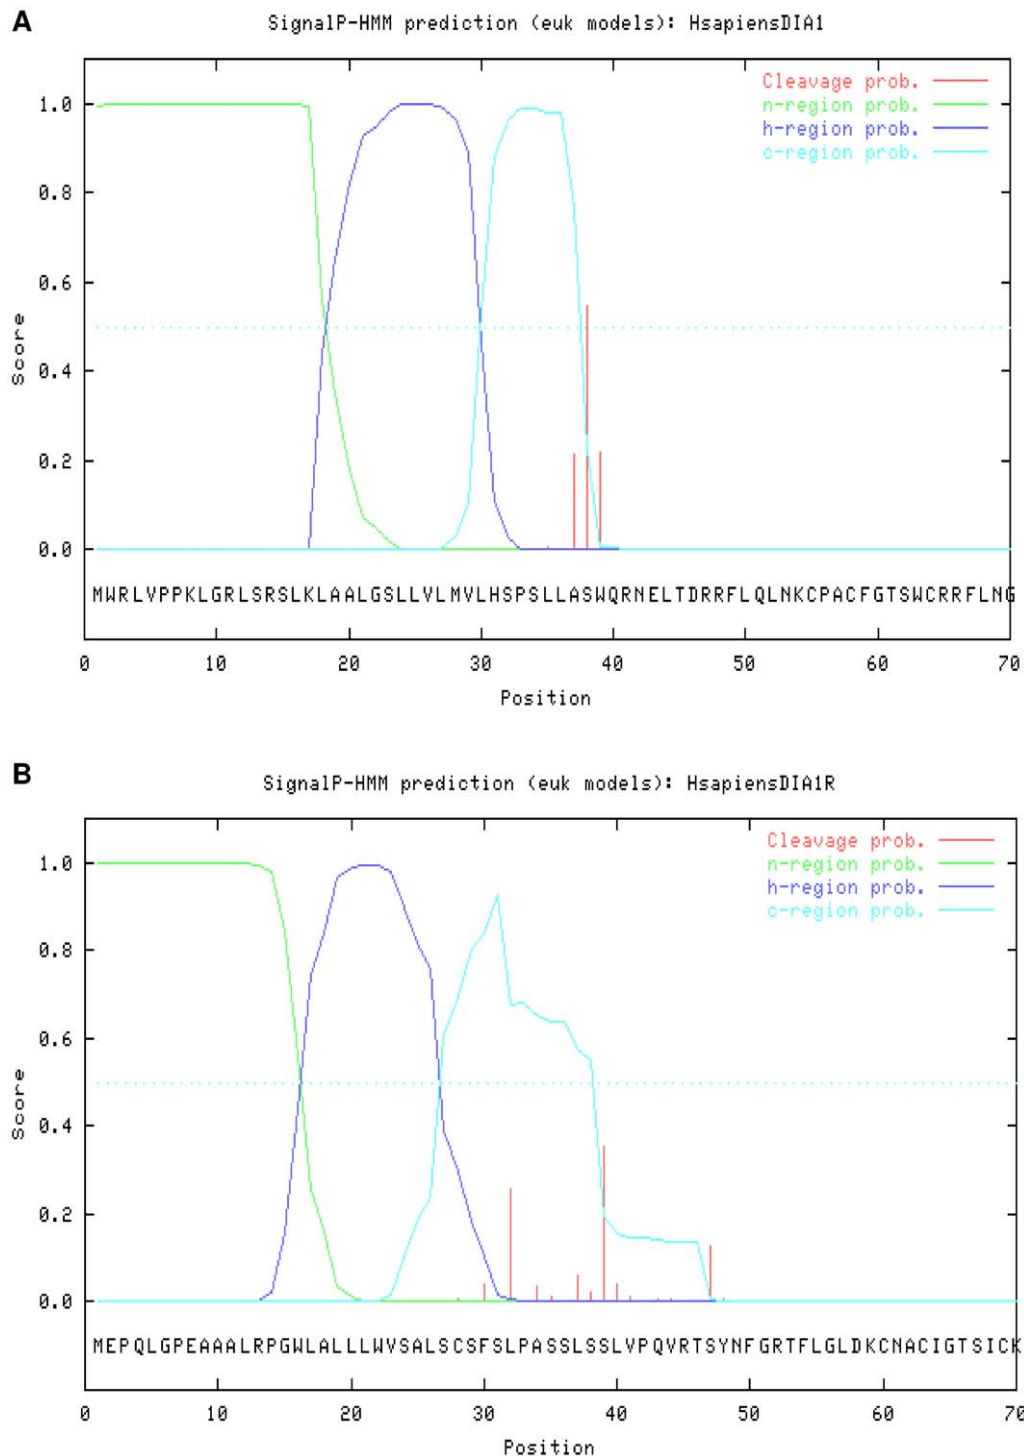 A
SignalP-HMM prediction (euk models): HsapiensDIA1
Cleavage prob.
n-region prob.
h-region prob.
c-region prob.
1.0
0.8
0.6
0.4
0.2
0.0
Score
MWRLVPPKLGRLSRSLKLAALGSLLVLMVLHSPSLLASWQRNELTDRRFLQLNKCPACFGTSWCRRFLNG
0 10 20 30 40 50 60 70
Position
B
SignalP-HMM prediction (euk models): HsapiensDIA1R
Cleavage prob.
n-region prob.
h-region prob.
c-region prob.
1.0
0.8
0.6
0.4
0.2
0.0
Score
MEPQLGPEAAALRPGWLALLLWVSALSCSFSLPASSLSSLVPQVRTSYNFGRTFLGLDKCNACIGTSICK
0 10 20 30 40 50 60 70
Position